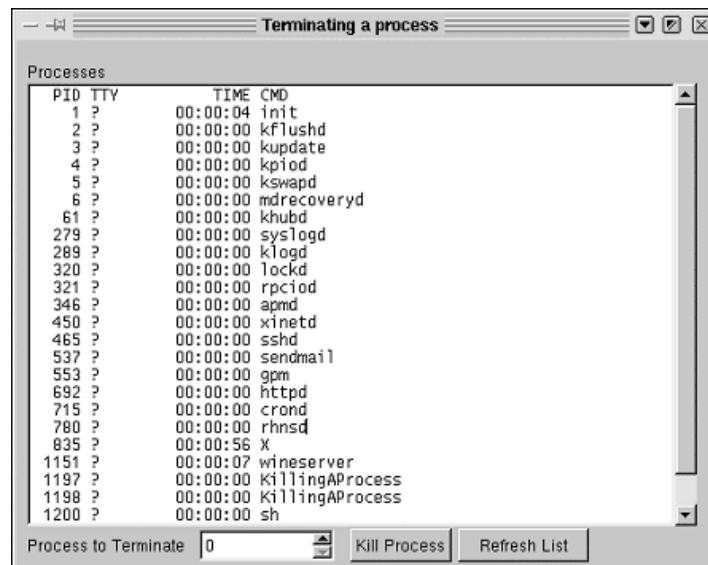 Terminating a process
Processes
PID TTY TIME CMD
1 ? 00:00:04 init
2 ? 00:00:00 kflushd
3 ? 00:00:00 kupdate
4 ? 00:00:00 kpiod
5 ? 00:00:00 kswapd
6 ? 00:00:00 mdrecoveryd
61 ? 00:00:00 khubd
279 ? 00:00:00 syslogd
289 ? 00:00:00 klogd
320 ? 00:00:00 lockd
321 ? 00:00:00 rpciod
346 ? 00:00:00 apmd
450 ? 00:00:00 xinetd
465 ? 00:00:00 sshd
537 ? 00:00:00 sendmail
553 ? 00:00:00 gpm
692 ? 00:00:00 httpd
715 ? 00:00:00 crond
780 ? 00:00:00 rhnsd
835 ? 00:00:56 X
1151 ? 00:00:07 wineserver
1197 ? 00:00:00 KillingAProcess
1198 ? 00:00:00 KillingAProcess
1200 ? 00:00:00 sh
Process to Terminate 0 Kill Process Refresh List